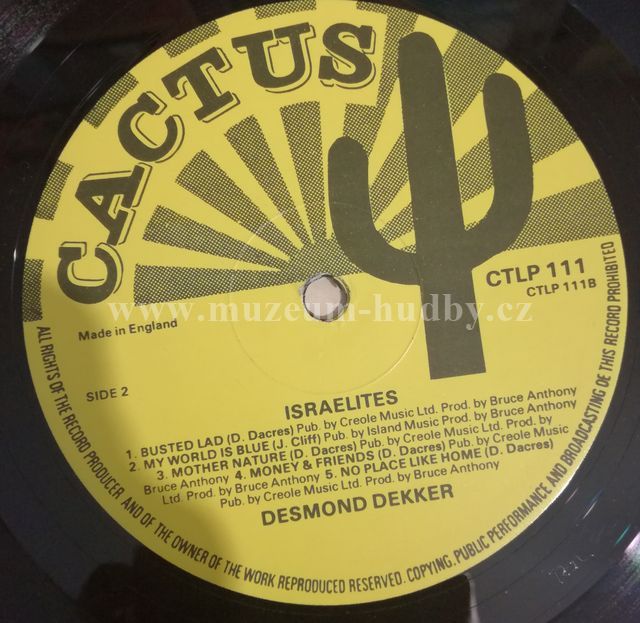 CACTUS
CTLP 111
CTLP 111B
www.muzeum-hudby.cz
Made in England
SIDE 2
ISRAELITES
1. BUSTED LAD (D. Dacres) Pub. by Creole Music Ltd. Prod. by Bruce Anthony
2. MY WORLD IS BLUE (J. Cliff) Pub. by Island Music Prod. by Bruce Anthony
3. MOTHER NATURE (D. Dacres) Pub. by Creole Music Ltd. Prod. by
Bruce Anthony 4. MONEY & FRIENDS (D. Dacres) Pub. by Creole Music
Ltd. Prod. by Bruce Anthony 5. NO PLACE LIKE HOME (D. Dacres)
Pub. by Creole Music Ltd. Prod. by Bruce Anthony
DESMOND DEKKER
ALL RIGHTS OF THE RECORD PRODUCER AND OF THE OWNER OF THE WORK REPRODUCED RESERVED. COPYING, PUBLIC PERFORMANCE AND BROADCASTING OE THIS RECORD PROHIBITED